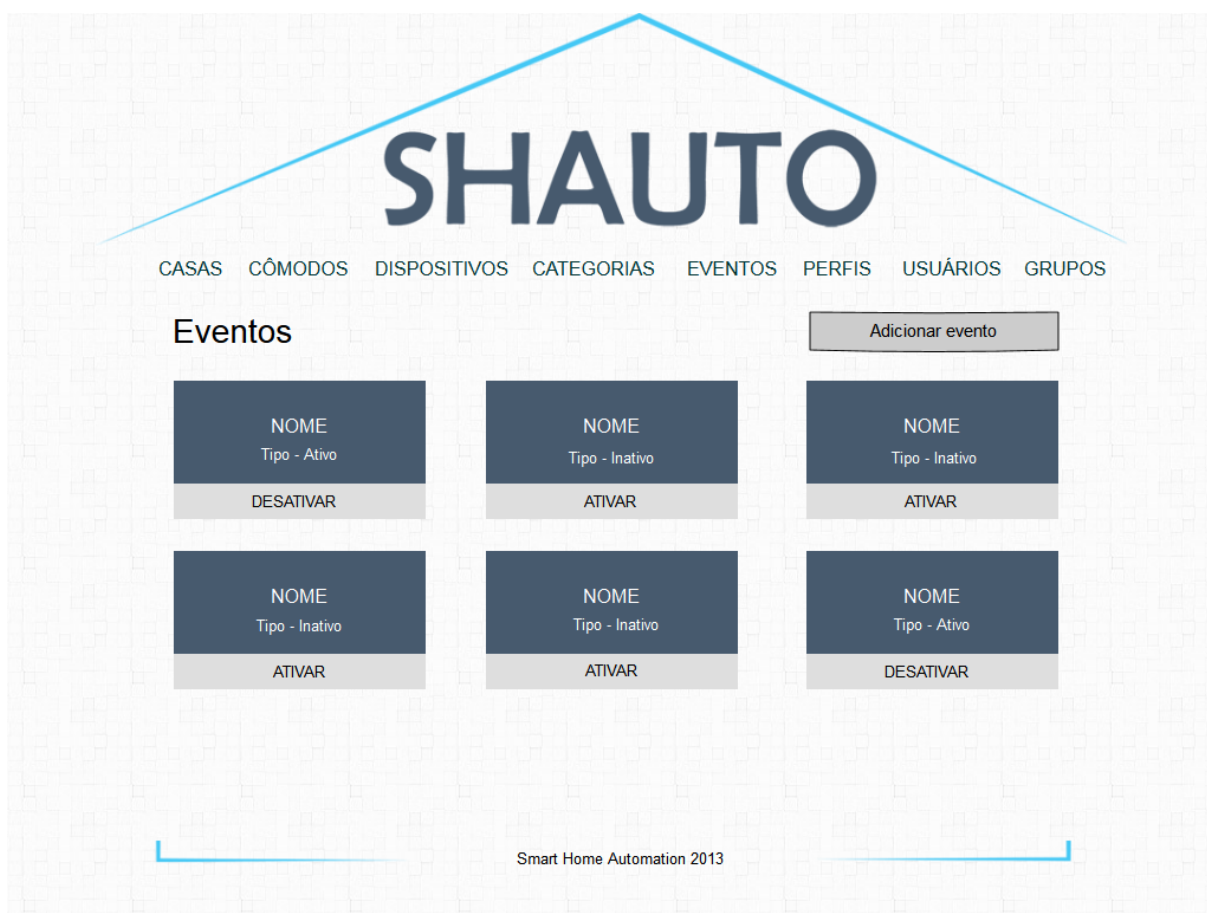 SHAUTO
CASAS CÔMODOS DISPOSITIVOS CATEGORIAS EVENTOS PERFIS USUÁRIOS GRUPOS
Eventos
Adicionar evento
NOME NOME NOME
Tipo - Ativo Tipo - Inativo Tipo - Inativo
DESATIVAR ATIVAR ATIVAR
NOME NOME NOME
Tipo - Inativo Tipo - Inativo Tipo - Ativo
ATIVAR ATIVAR DESATIVAR
Smart Home Automation 2013